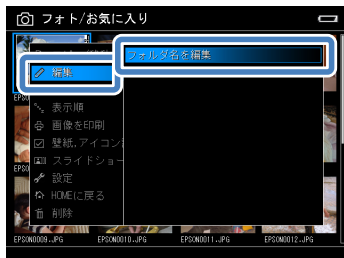 フォト/お気に入り
編集
フォルダ名を編集
表示順
画像を印刷
壁紙.アイコン
スライドショー
設定
HOMEに戻る
削除
EPSON0009.JPG EPSON0010.JPG EPSON0011.JPG EPSON0012.JPG